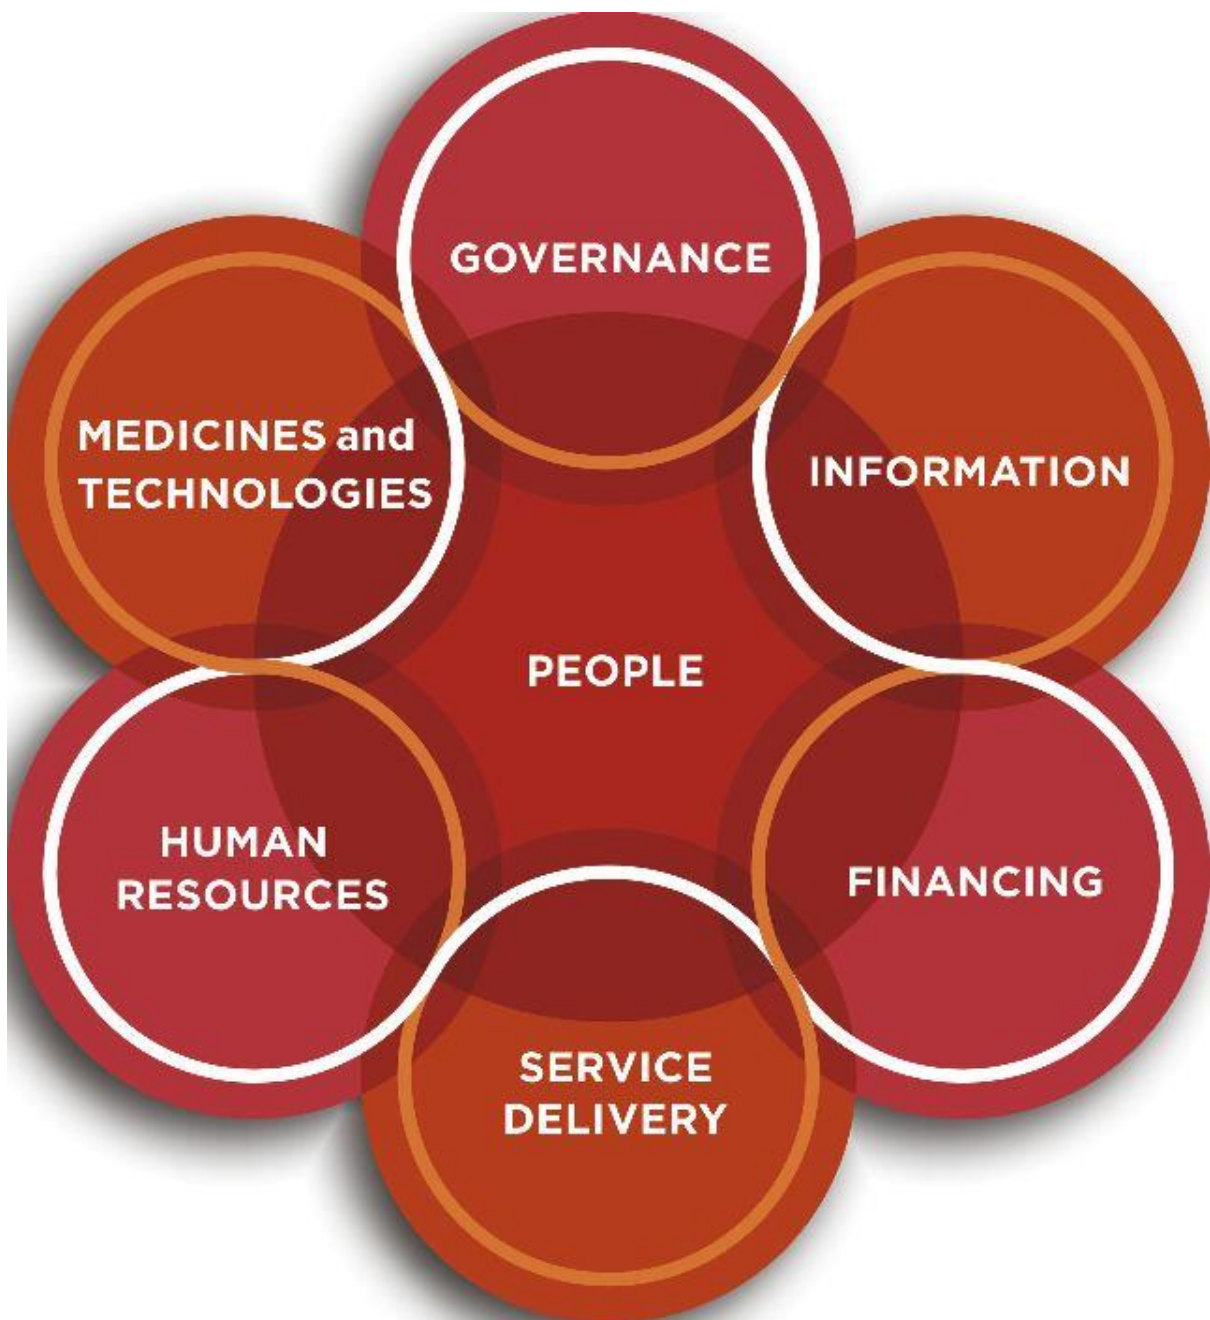 GOVERNANCE
MEDICINES and
TECHNOLOGIES
INFORMATION
PEOPLE
HUMAN
RESOURCES
FINANCING
SERVICE
DELIVERY